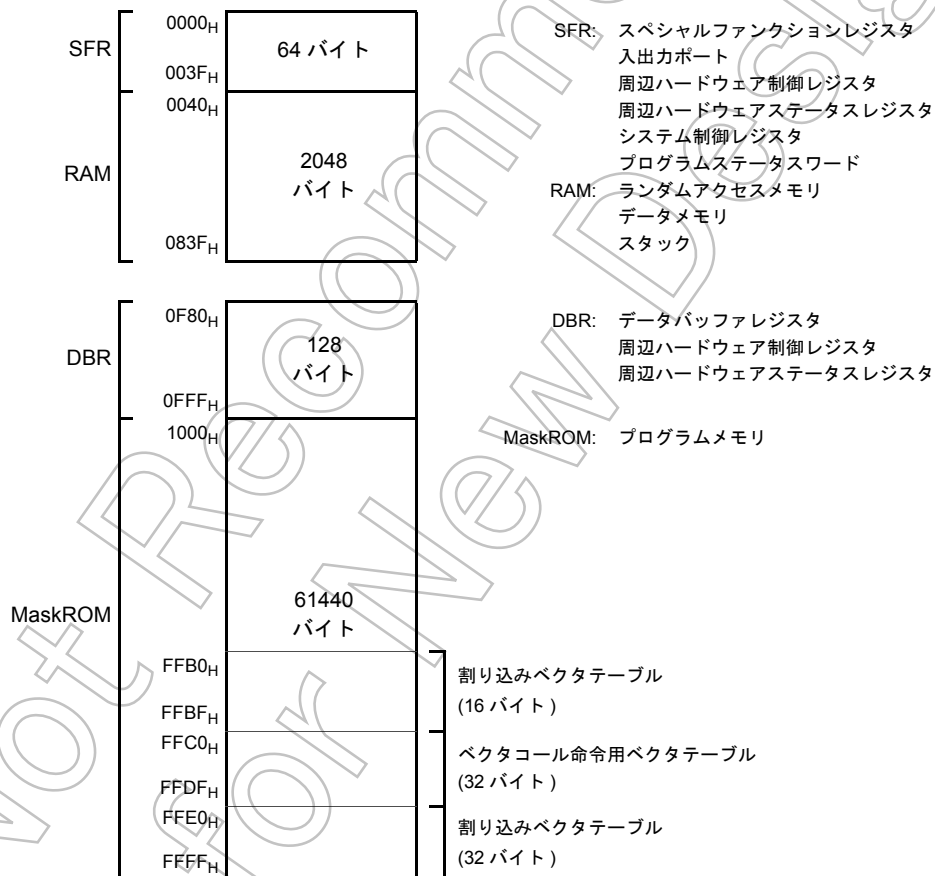 SFR
0000H
003FH
64 バイト
RAM
0040H
083FH
2048
バイト
DBR
0F80H
0FFFH
128
バイト
MaskROM
1000H
61440
バイト
FFB0H
FFBFH
FFC0H
FFDFH
FFE0H
FFFFH
割り込みベクタテーブル
(16 バイト )
ベクタコール命令用ベクタテーブル
(32 バイト )
割り込みベクタテーブル
(32 バイト )
SFR: スペシャルファンクションレジスタ
入出力ポート
周辺ハードウェア制御レジスタ
周辺ハードウェアステータスレジスタ
システム制御レジスタ
プログラムステータスワード
RAM: ランダムアクセスメモリ
データメモリ
スタック
DBR: データバッファレジスタ
周辺ハードウェア制御レジスタ
周辺ハードウェアステータスレジスタ
MaskROM: プログラムメモリ
Not Recomme
for New Desig